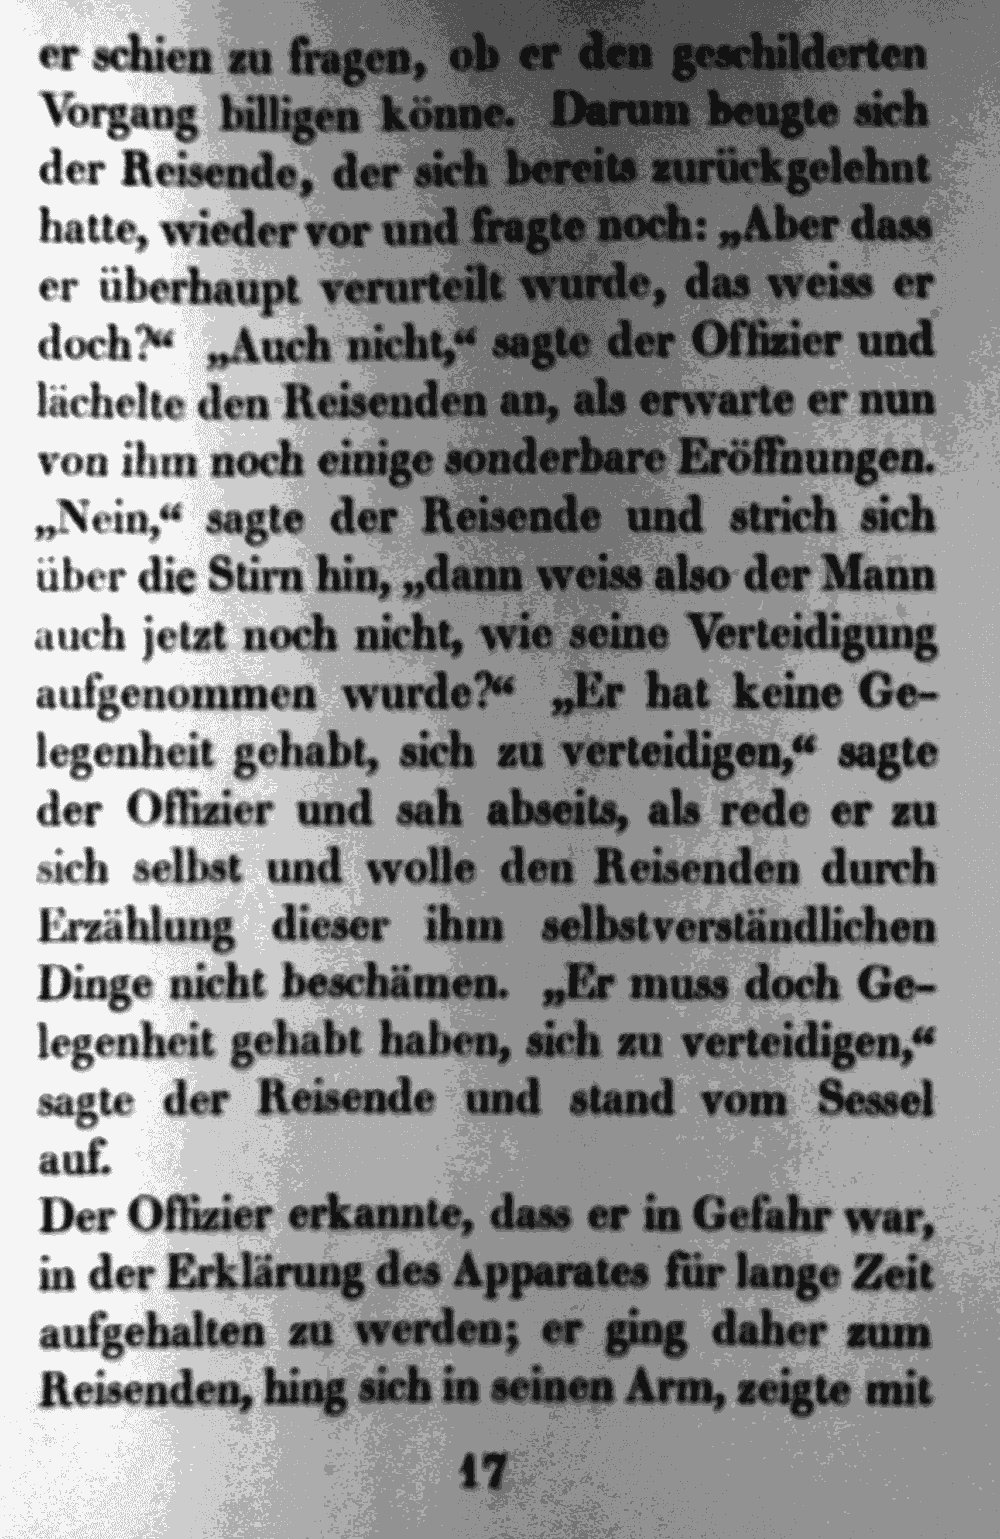 er schien zu fragen, ob er den geschilderten
Vorgang billigen könne. Darum beugte sich
der Reisende, der sich bereits zurückgelehnt
hatte, wieder vor und fragte noch: „Aber dass
er überhaupt verurteilt wurde, das weiss er
doch?“ „Auch nicht,“ sagte der Offizier und
lächelte den Reisenden an, als erwarte er nun
von ihm noch einige sonderbare Eröffnungen.
„Nein,“ sagte der Reisende und strich sich
über die Stirn hin, „dann weiss also der Mann
auch jetzt noch nicht, wie seine Verteidigung
aufgenommen wurde?“ „Er hat keine Ge-
legenheit gehabt, sich zu verteidigen,“ sagte
der Offizier und sah abseits, als rede er zu
sich selbst und wolle den Reisenden durch
Erzählung dieser ihm selbstverständlichen
Dinge nicht beschämen. „Er muss doch Ge-
legenheit gehabt haben, sich zu verteidigen,“
sagte der Reisende und stand vom Sessel
auf.
Der Offizier erkannte, dass er in Gefahr war,
in der Erklärung des Apparates für lange Zeit
aufgehalten zu werden; er ging daher zum
Reisenden, hing sich in seinen Arm, zeigte mit
17